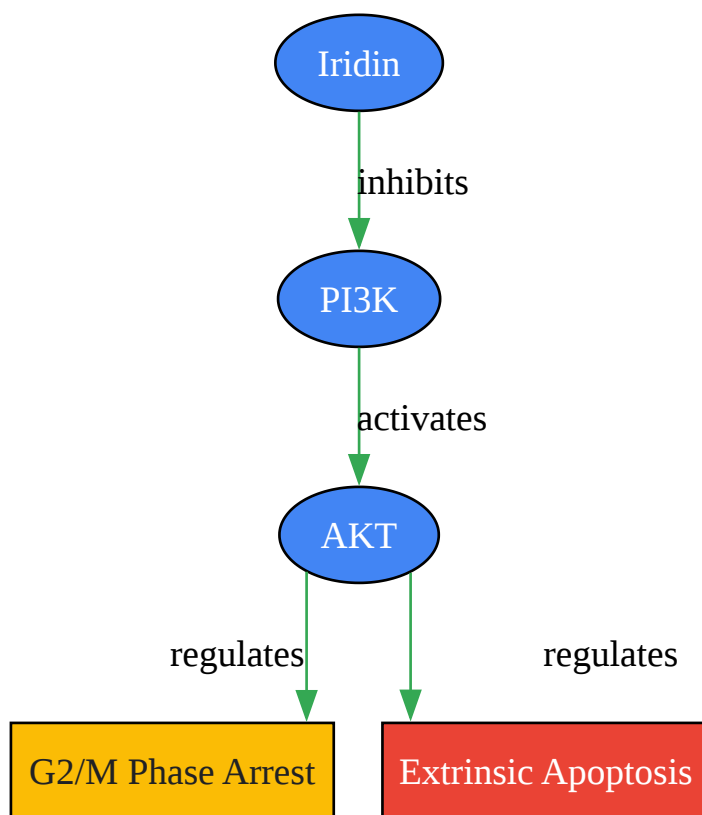 Iridin
inhibits
PI3K
activates
AKT
regulates
regulates
G2/M Phase Arrest
Extrinsic Apoptosis